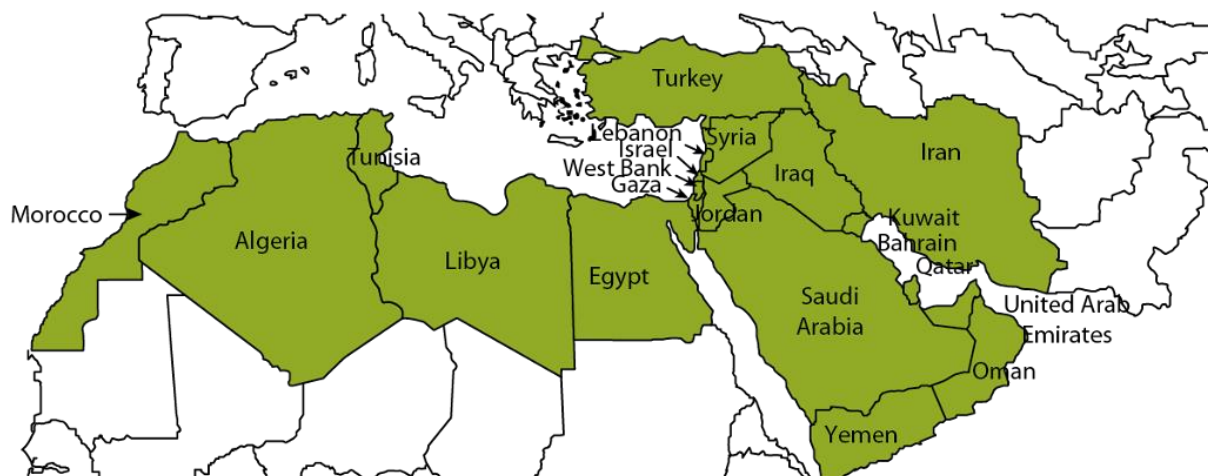 Turkey
Lebanon
Syria
Israel
Tunisia
Iran
West Bank
Iraq
Gaza
Morocco
Jordan
Kuwait
Algeria
Bahrain
Libya
Qatar
Egypt
Saudi
Arabia
United Arab
Emirates
Oman
Yemen